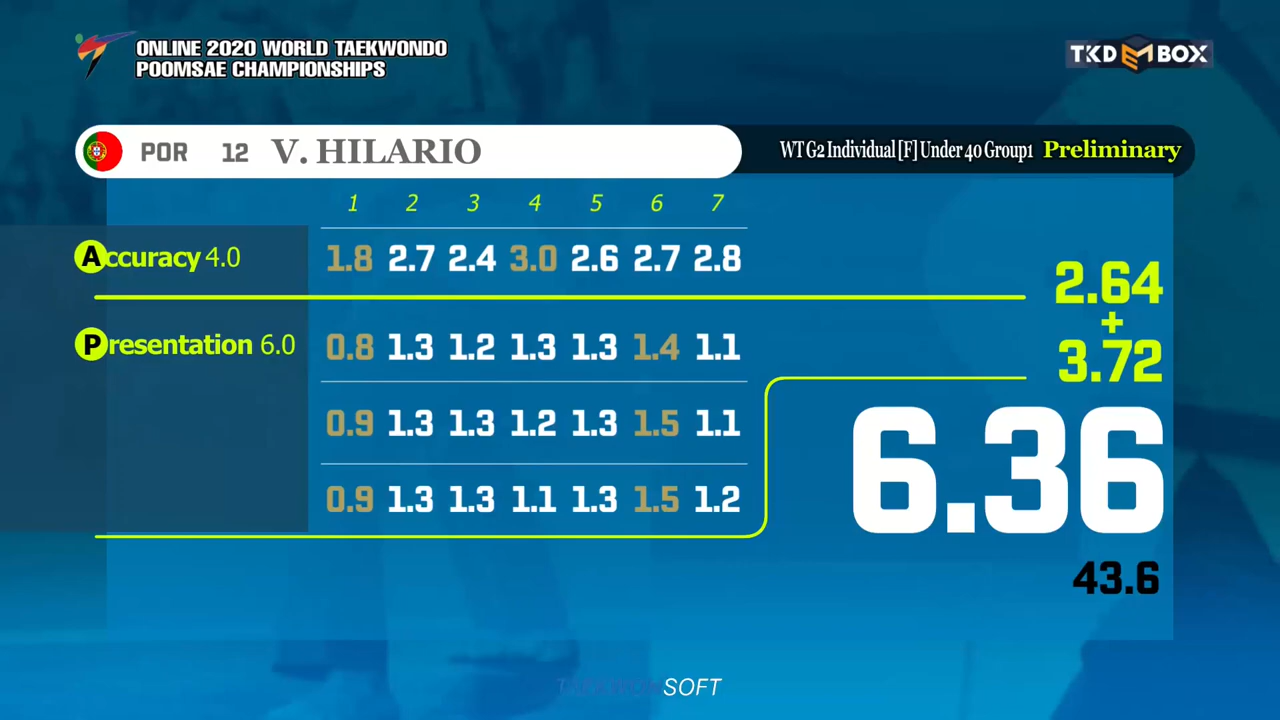 ONLINE 2020 WORLD TAEKWONDO
POOMSAE CHAMPIONSHIPS
TKD BOX
POR 12 V. HILARIO
WT G2 Individual [F] Under 40 Group1 Preliminary
1 2 3 4 5 6 7
Accuracy 4.0 1.8 2.7 2.4 3.0 2.6 2.7 2.8
2.64
+
Presentation 6.0 0.8 1.3 1.2 1.3 1.3 1.4 1.1
3.72
0.9 1.3 1.3 1.2 1.3 1.5 1.1
6.36
0.9 1.3 1.3 1.1 1.3 1.5 1.2
43.6
TAEKWONSOFT